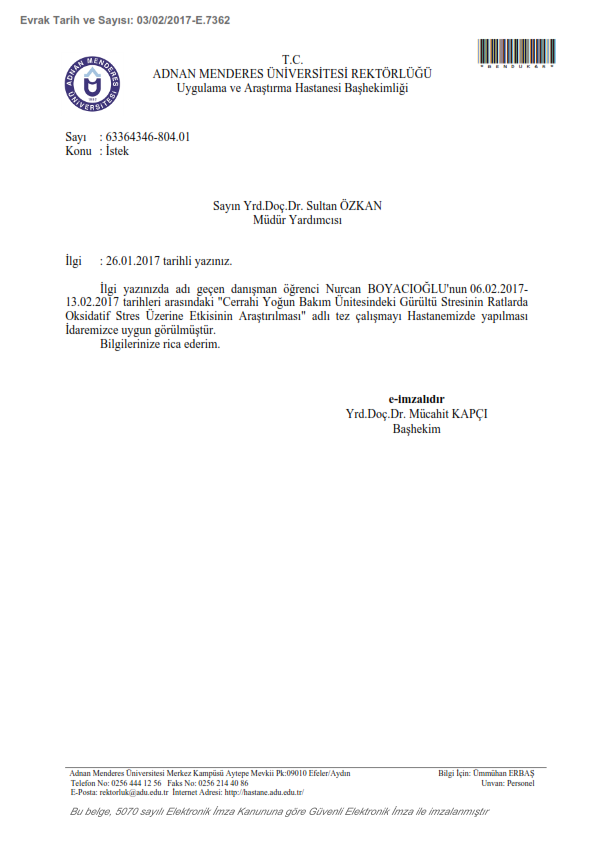 Evrak Tarih ve Sayısı: 03/02/2017-E.7362
T.C.
ADNAN MENDERES ÜNİVERSİTESİ REKTÖRLÜĞÜ
Uygulama ve Araştırma Hastanesi Başhekimliği
ADNAN MENDERES
ÜNİVERSİTESİ
Sayı : 63364346-804.01
Konu : İstek
Sayın Yrd.Doç.Dr. Sultan ÖZKAN
Müdür Yardımcısı
İlgi : 26.01.2017 tarihli yazınız.
İlgi yazınızda adı geçen danışman öğrenci Nurcan BOYACIOĞLU'nun 06.02.2017-
13.02.2017 tarihleri arasındaki "Cerrahi Yoğun Bakım Ünitesindeki Gürültü Stresinin Ratlarda
Oksidatif Stres Üzerine Etkisinin Araştırılması" adlı tez çalışmayı Hastanemizde yapılması
İdaremizce uygun görülmüştür.
Bilgilerinize rica ederim.
e-imzalıdır
Yrd.Doç.Dr. Mücahit KAPÇI
Başhekim
Adnan Menderes Üniversitesi Merkez Kampüsü Aytepe Mevkii Pk:09010 Efeler/Aydın
Bilgi İçin: Ümmühan ERBAŞ
Telefon No: 0256 444 12 56 Faks No: 0256 214 40 86
Unvan: Personel
E-Posta: rektorluk@adu.edu.tr İnternet Adresi: http://hastane.adu.edu.tr/
Bu belge, 5070 sayılı Elektronik İmza Kanununa göre Güvenli Elektronik İmza ile imzalanmıştır